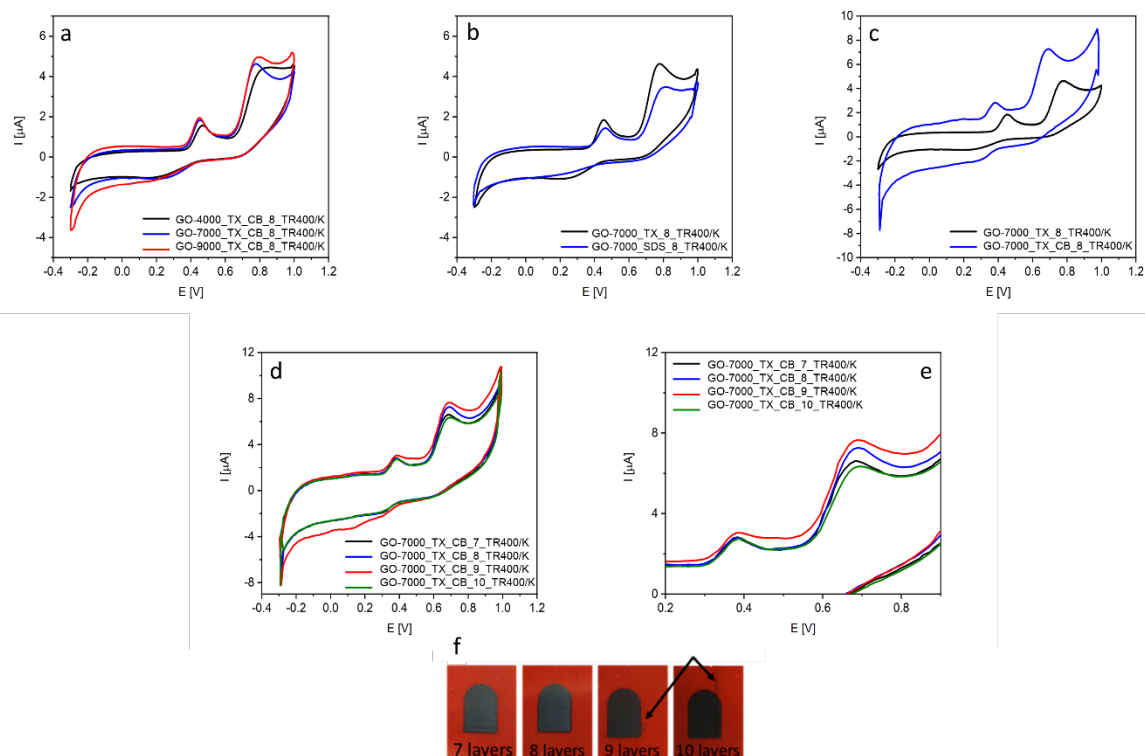 a
I [µA]
6
4
2
0
-2
-4
-0.4 -0.2 0.0 0.2 0.4 0.6 0.8 1.0 1.2
E [V]
GO-4000_TX_CB_8_TR400/K
GO-7000_TX_CB_8_TR400/K
GO-9000_TX_CB_8_TR400/K
b
I [µA]
6
4
2
0
-2
-4
-0.4 -0.2 0.0 0.2 0.4 0.6 0.8 1.0 1.2
E [V]
GO-7000_TX_8_TR400/K
GO-7000_SDS_8_TR400/K
c
I [µA]
10
8
6
4
2
0
-2
-4
-6
-8
-10
-0.4 -0.2 0.0 0.2 0.4 0.6 0.8 1.0 1.2
E [V]
GO-7000_TX_8_TR400/K
GO-7000_TX_CB_8_TR400/K
d
I [µA]
12
8
4
0
-4
-8
-0.4 -0.2 0.0 0.2 0.4 0.6 0.8 1.0 1.2
E [V]
GO-7000_TX_CB_7_TR400/K
GO-7000_TX_CB_8_TR400/K
GO-7000_TX_CB_9_TR400/K
GO-7000_TX_CB_10_TR400/K
e
I [µA]
12
8
4
0
0.2 0.4 0.6 0.8
E [V]
GO-7000_TX_CB_7_TR400/K
GO-7000_TX_CB_8_TR400/K
GO-7000_TX_CB_9_TR400/K
GO-7000_TX_CB_10_TR400/K
f
7 layers 8 layers 9 layers 10 layers